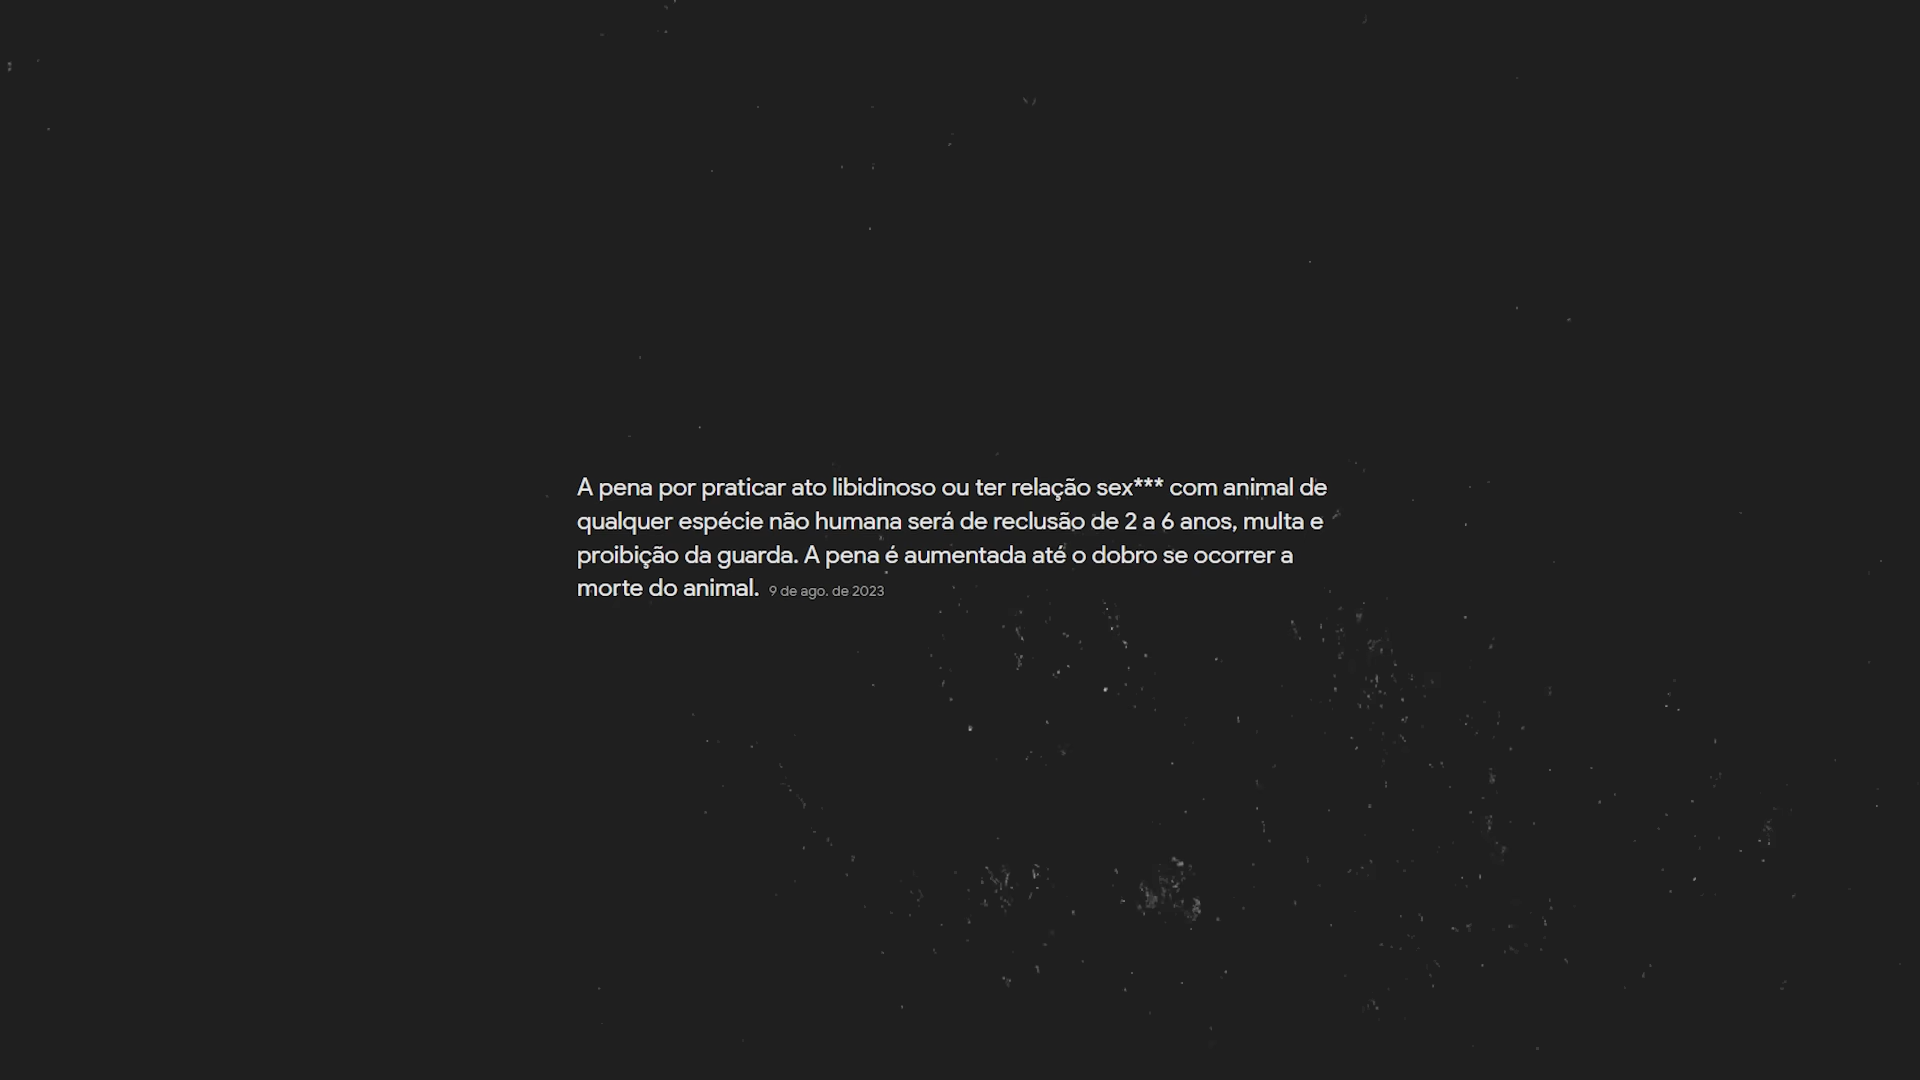 A pena por praticar ato libidinoso ou ter relação sex*** com animal de
qualquer espécie não humana será de reclusão de 2 a 6 anos, multa e
proibição da guarda. A pena é aumentada até o dobro se ocorrer a
morte do animal. 9 de ago. de 2023